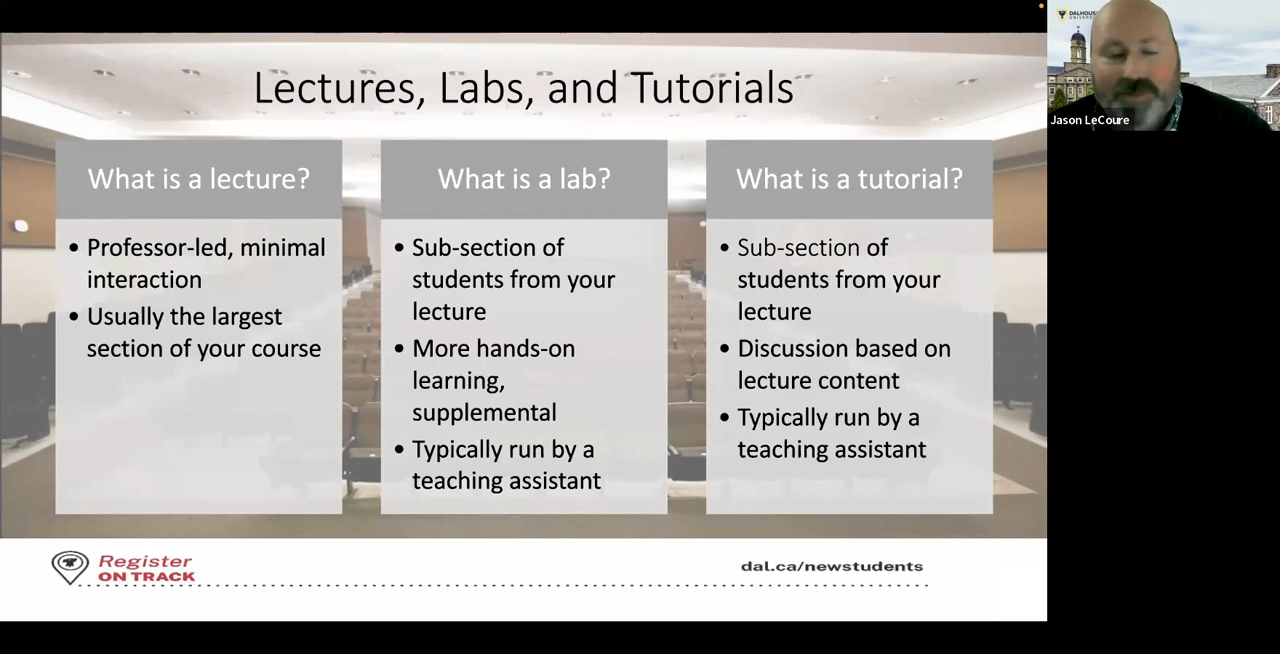 Lectures, Labs, and Tutorials
What is a lecture?
• Professor-led, minimal
interaction
• Usually the largest
section of your course
What is a lab?
• Sub-section of
students from your
lecture
• More hands-on
learning,
supplemental
• Typically run by a
teaching assistant
What is a tutorial?
• Sub-section of
students from your
lecture
• Discussion based on
lecture content
• Typically run by a
teaching assistant
Register
ON TRACK
dal.ca/newstudents
Jason LeCoure